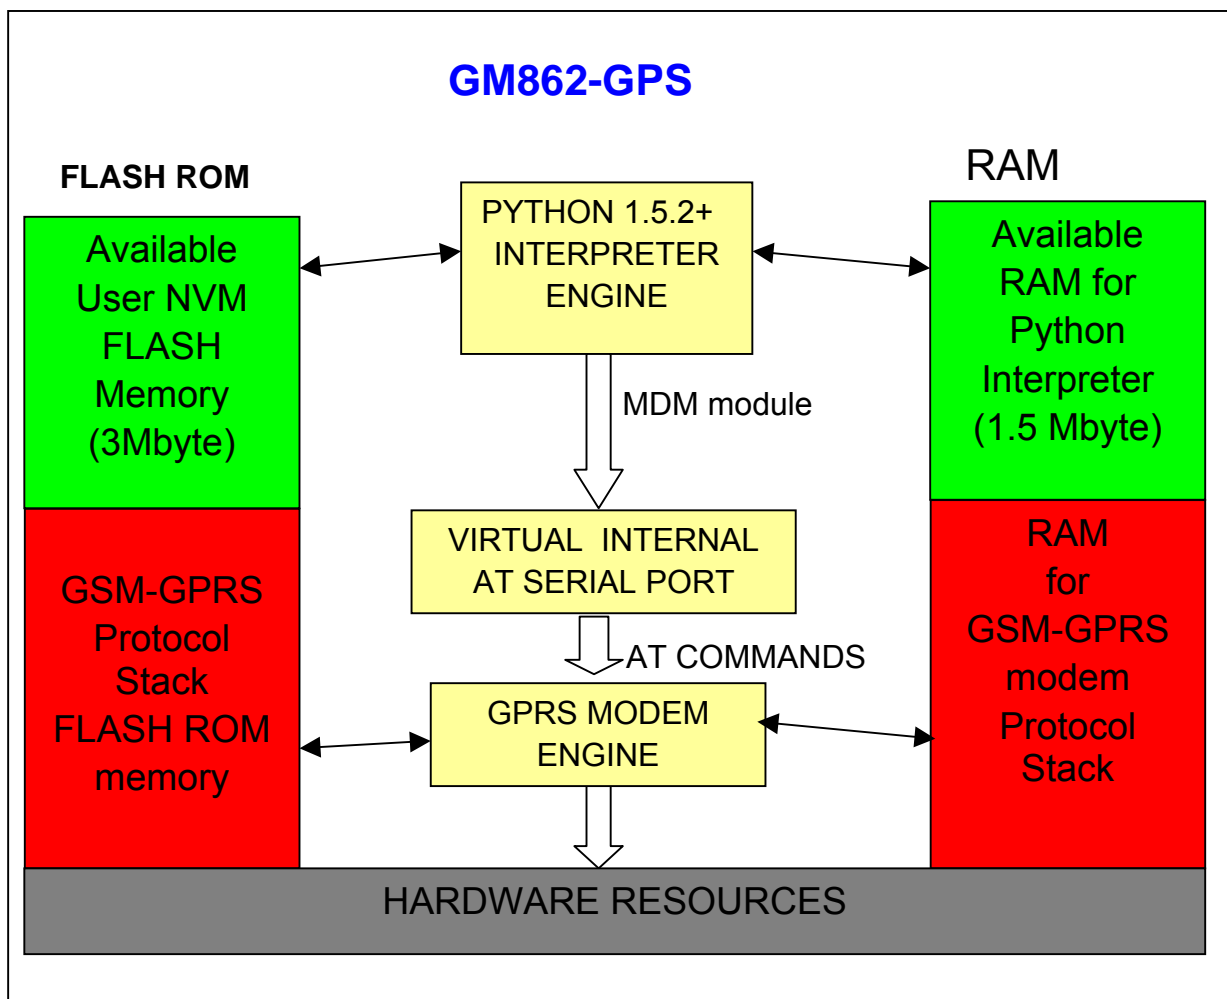 GM862-GPS
FLASH ROM
RAM
Available
User NVM
FLASH
Memory
(3Mbyte)
PYTHON 1.5.2+
INTERPRETER
ENGINE
Available
RAM for
Python
Interpreter
(1.5 Mbyte)
MDM module
VIRTUAL INTERNAL
AT SERIAL PORT
AT COMMANDS
GSM-GPRS
Protocol
Stack
FLASH ROM
memory
GPRS MODEM
ENGINE
RAM
for
GSM-GPRS
modem
Protocol
Stack
HARDWARE RESOURCES